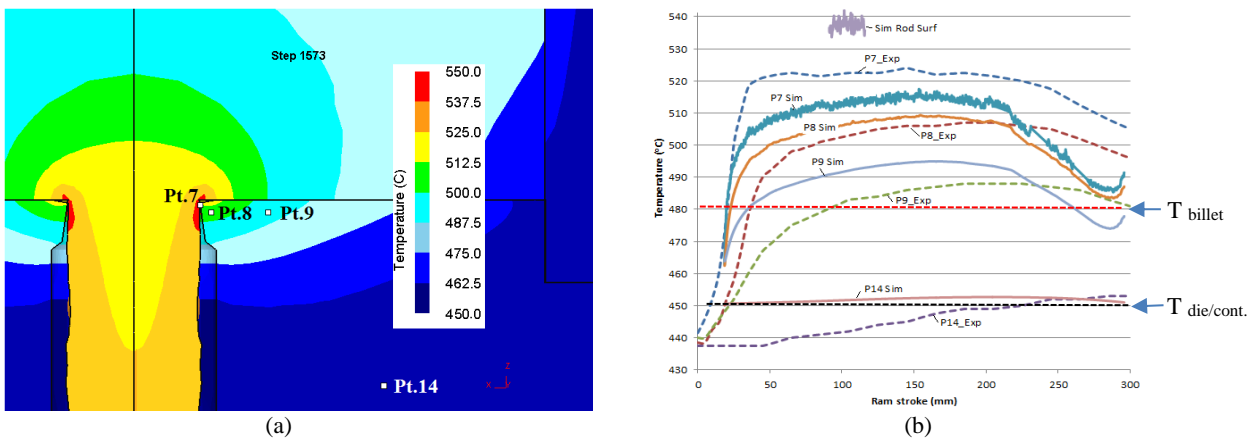 Step 1573
550.0
537.5
525.0
512.5
500.0
487.5
475.0
462.5
450.0
Temperature (C)
Pt.7
Pt.8
Pt.9
Pt.14
x
z
(a)
540
530
520
510
500
490
480
470
460
450
440
430
Temperature (°C)
0
50
100
150
200
250
300
Ram stroke (mm)
Sim Rod Surf
P7_Exp
P7 Sim
P8 Sim
P8_Exp
P9 Sim
P9_Exp
P14 Sim
P14_Exp
T billet
T die/cont.
(b)